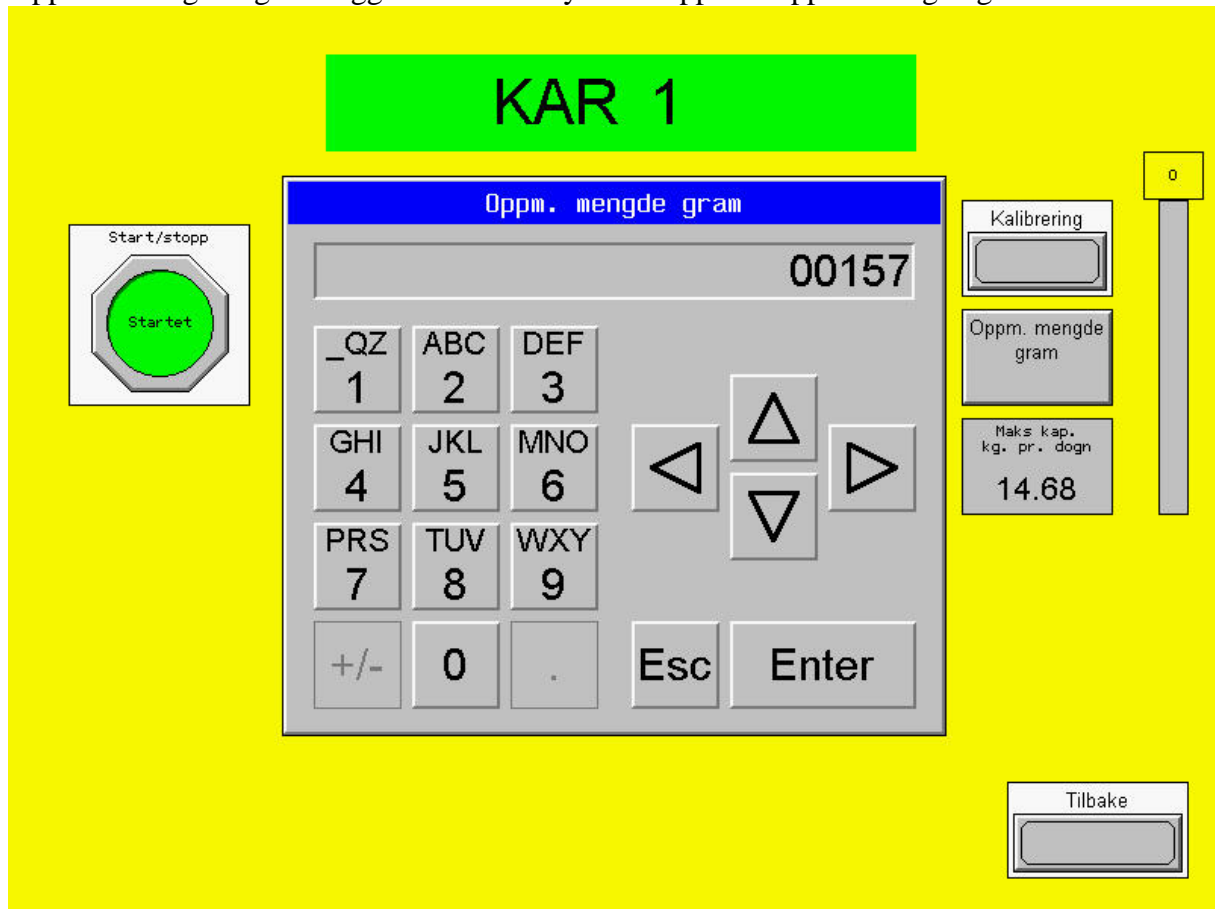 KAR 1
0
Oppm. mengde gram
Kalibrering
Start/stopp
00157
Startet
Oppm. mengde
gram
_QZ ABC DEF
1 2 3
Maks kap.
kg. pr. dogn
14.68
GHI JKL MNO
4 5 6
PRS TUV WXY
7 8 9
+/- 0 . Esc Enter
Tilbake